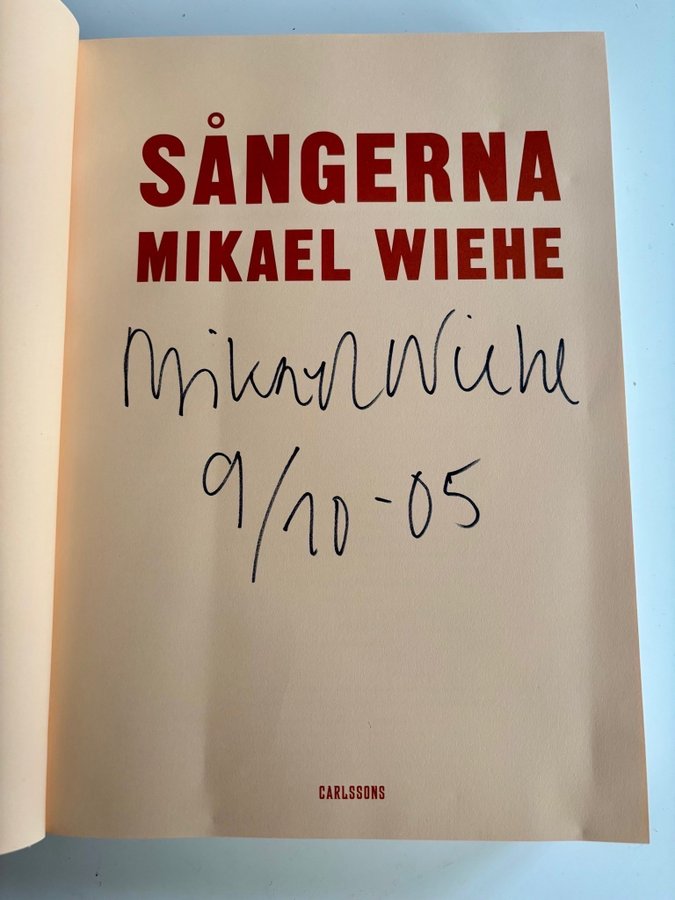 SÅNGERNA
MIKAEL WIEHE
Mikael Wiehe
9/10-05
CARLSSONS